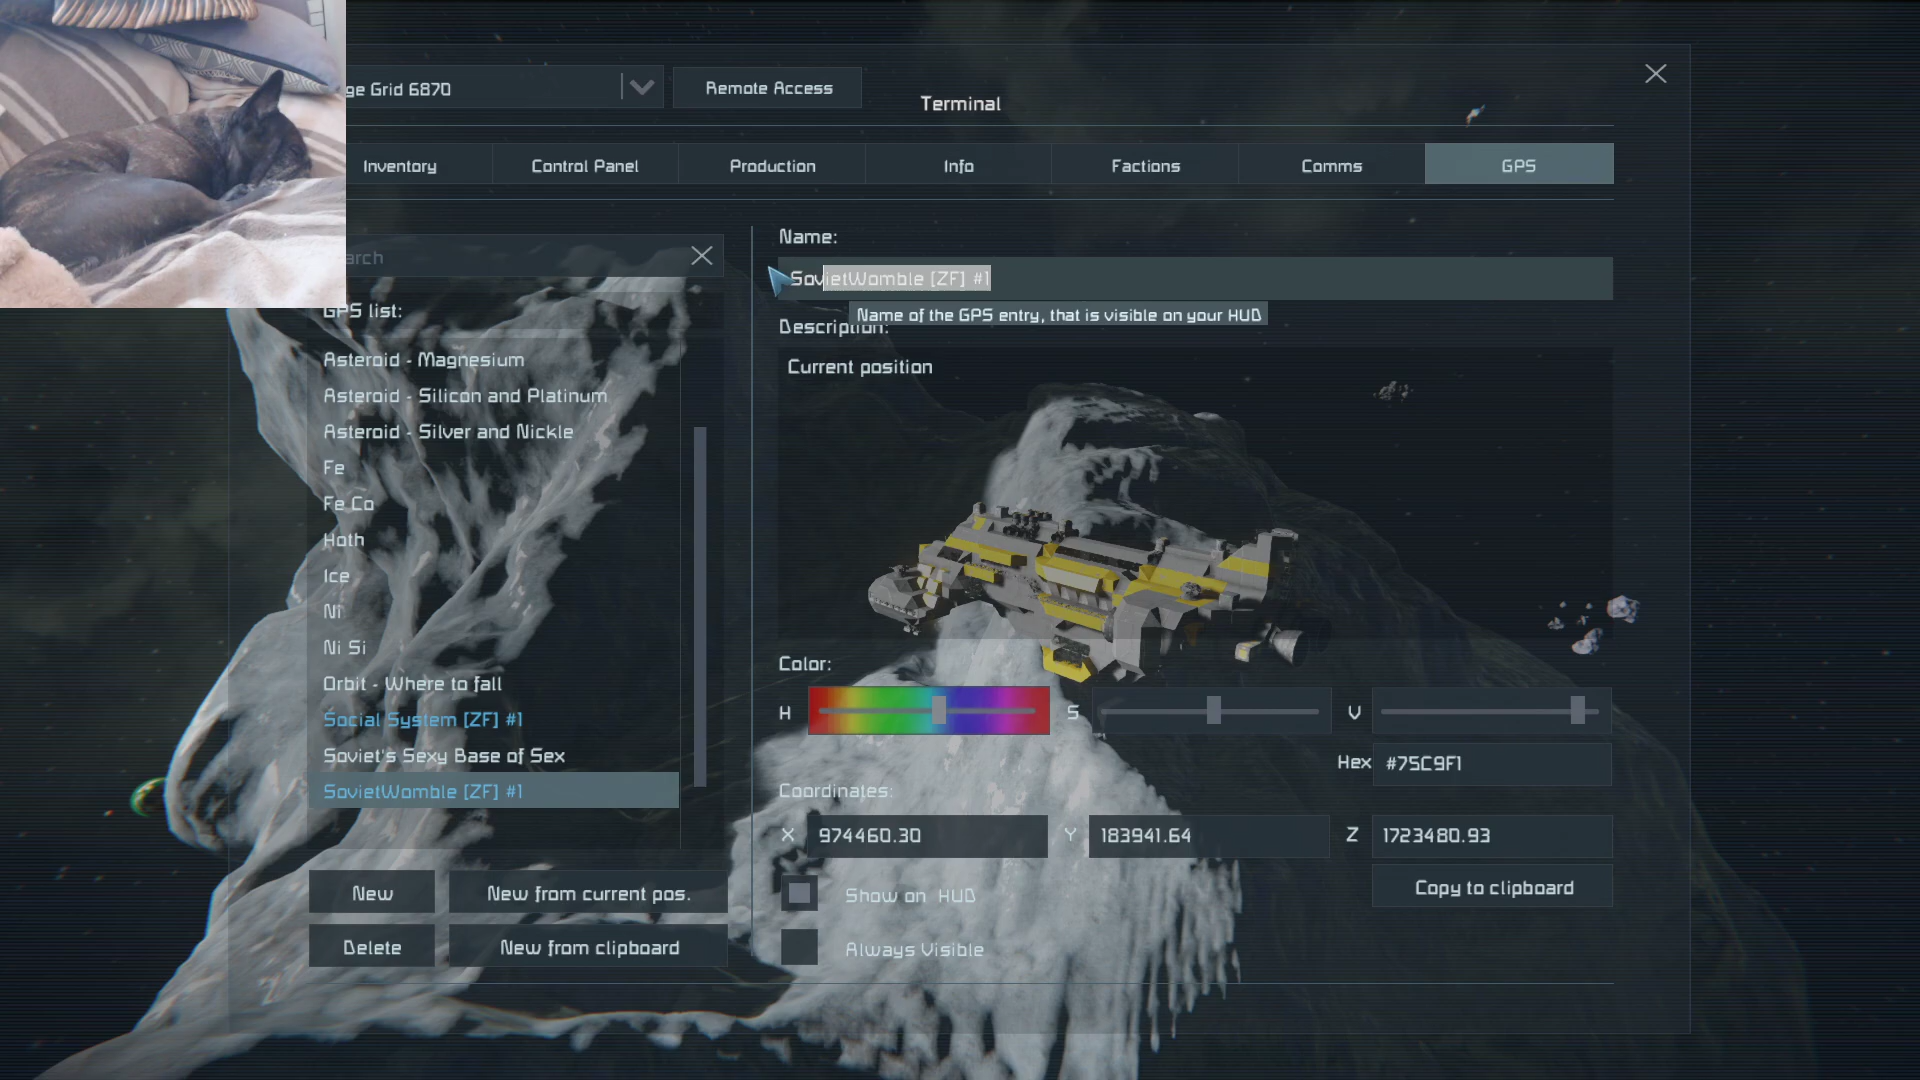 ge Grid 6870
Remote Access
Terminal
Inventory
Control Panel
Production
Info
Factions
Comms
GPS
arch
GPS list:
Asteroid - Magnesium
Asteroid - Silicon and Platinum
Asteroid - Silver and Nickle
Fe
Fe Co
Hoth
Ice
Ni
Ni Si
Orbit - Where to fall
Social System [ZF] #1
Soviet's Sexy Base of Sex
SovietWomble [ZF] #1
New
New from current pos.
Delete
New from clipboard
Name:
SovietWomble [ZF] #1
Name of the GPS entry, that is visible on your HUD
Description:
Current position
Color:
H
S
V
Hex #75C9F1
Coordinates:
X 974460.30
Y 183941.64
Z 1723480.93
Show on HUD
Copy to clipboard
Always Visible